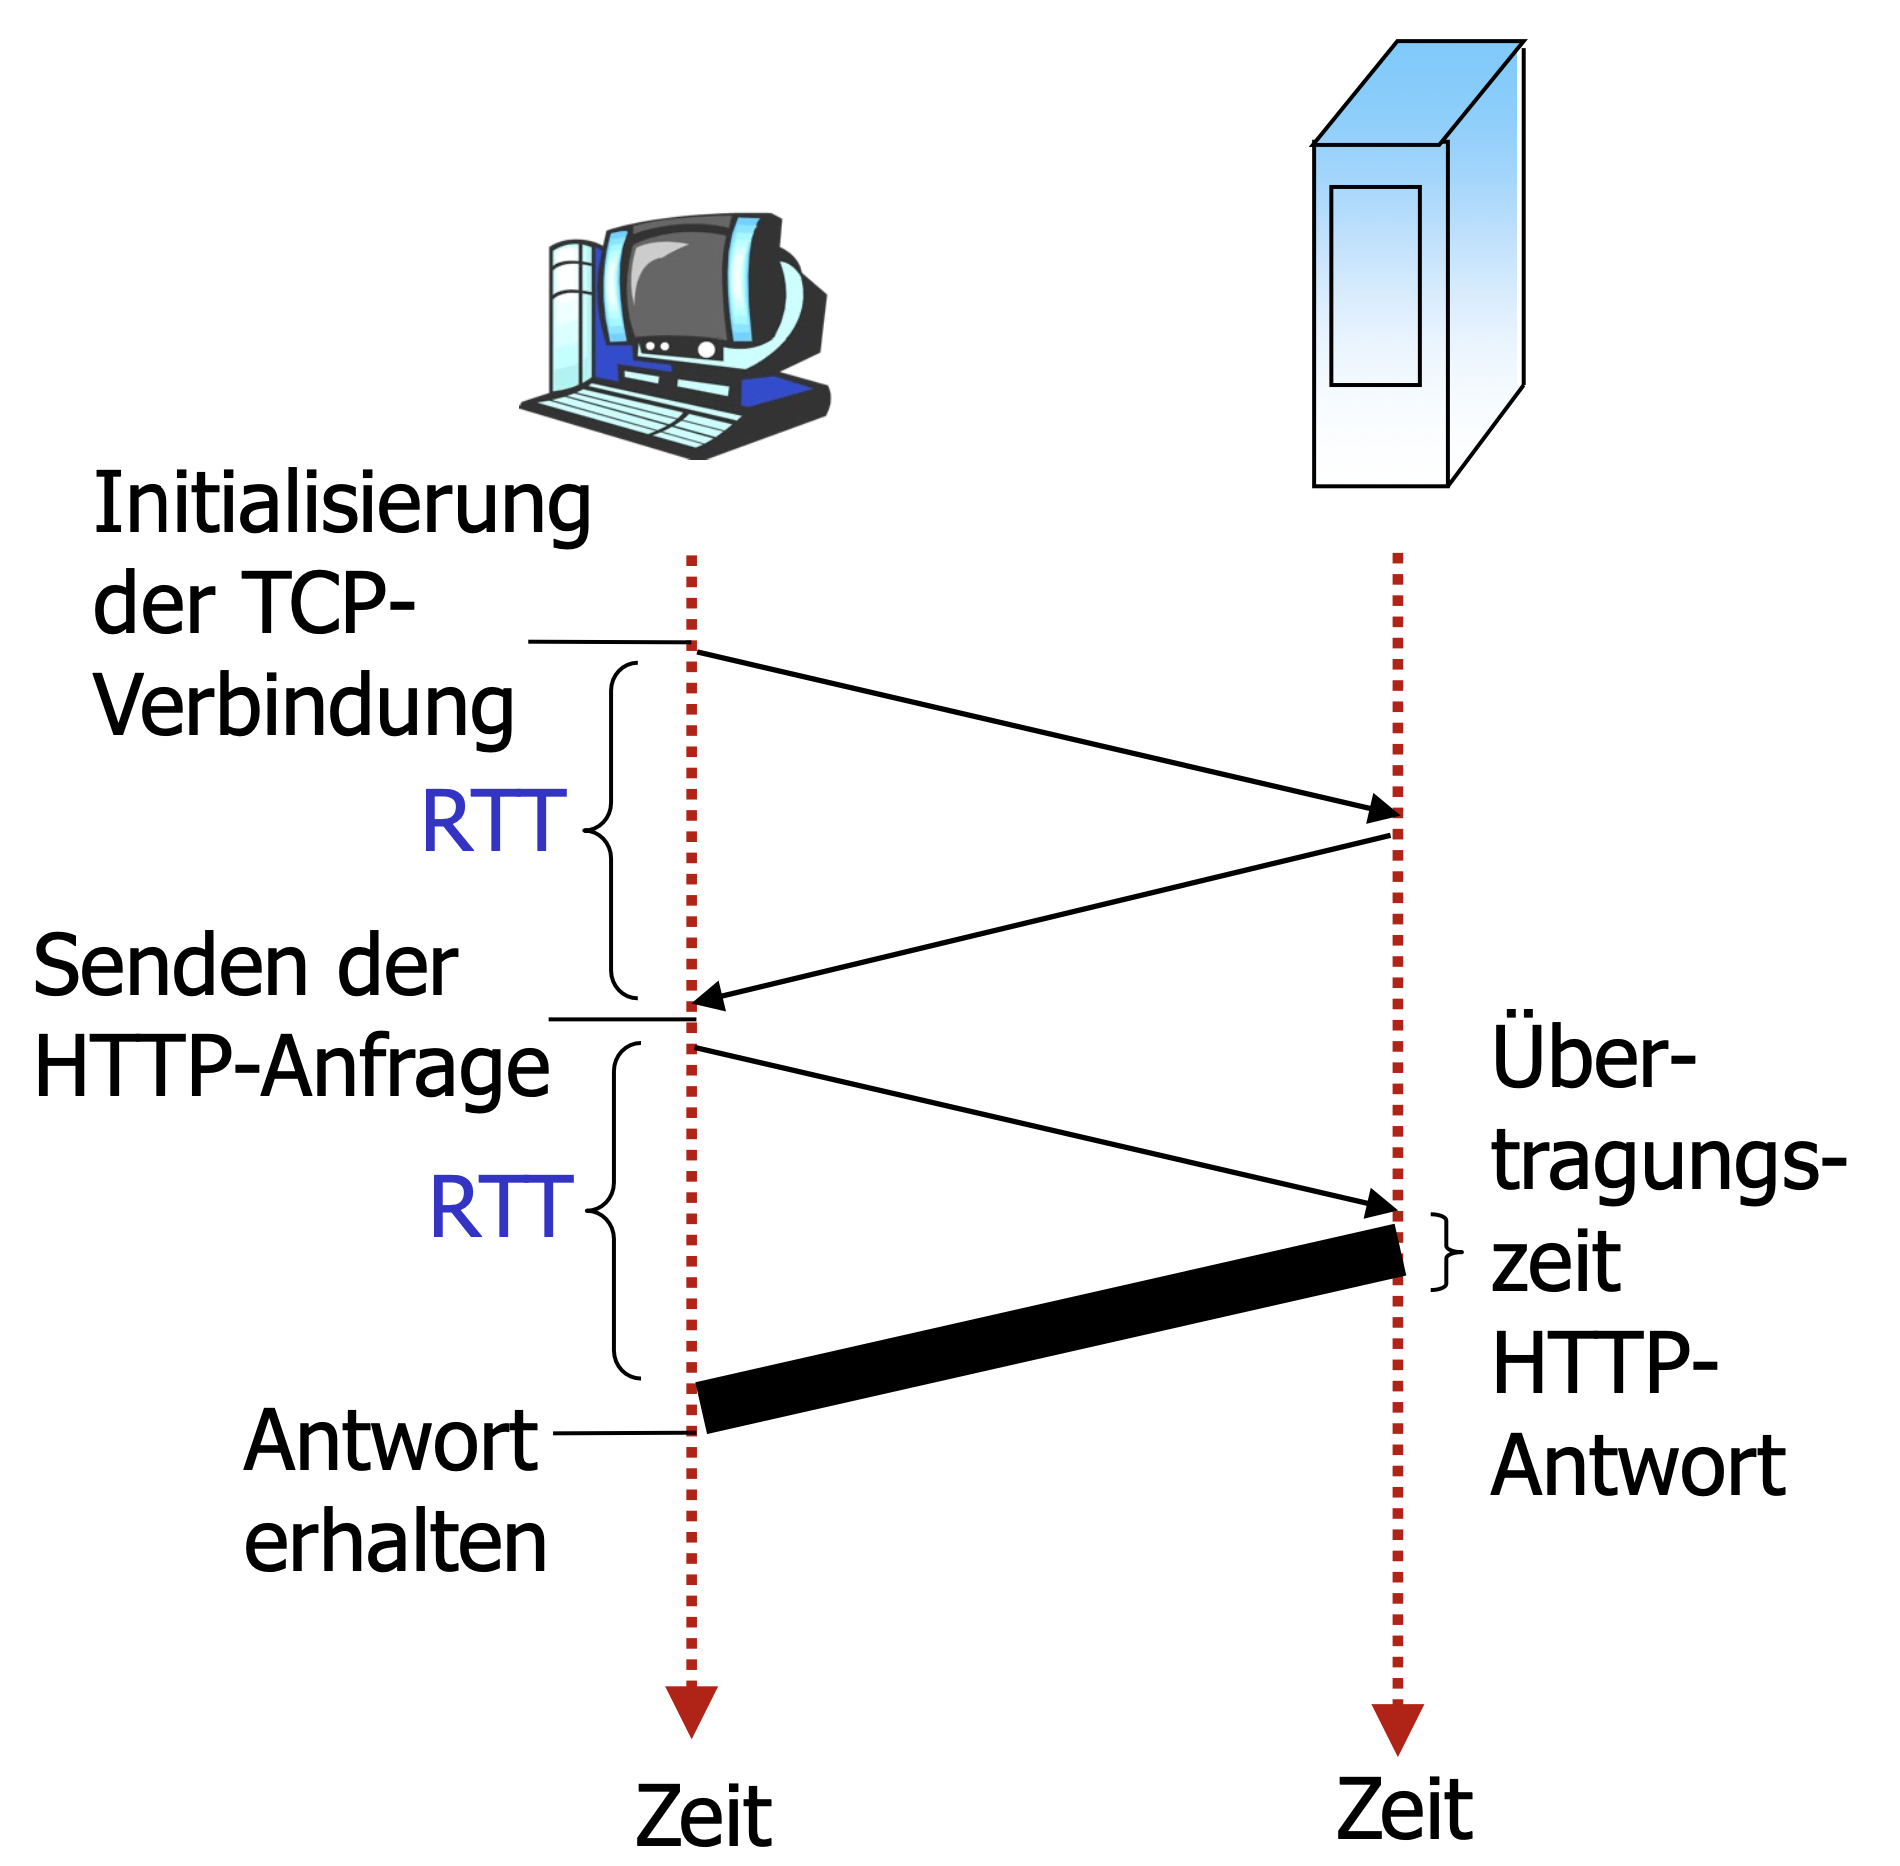 Initialisierung
der TCP-
Verbindung
RTT
Senden der
HTTP-Anfrage
RTT
Antwort
erhalten
Über-
tragungs-
zeit
HTTP-
Antwort
Zeit
Zeit